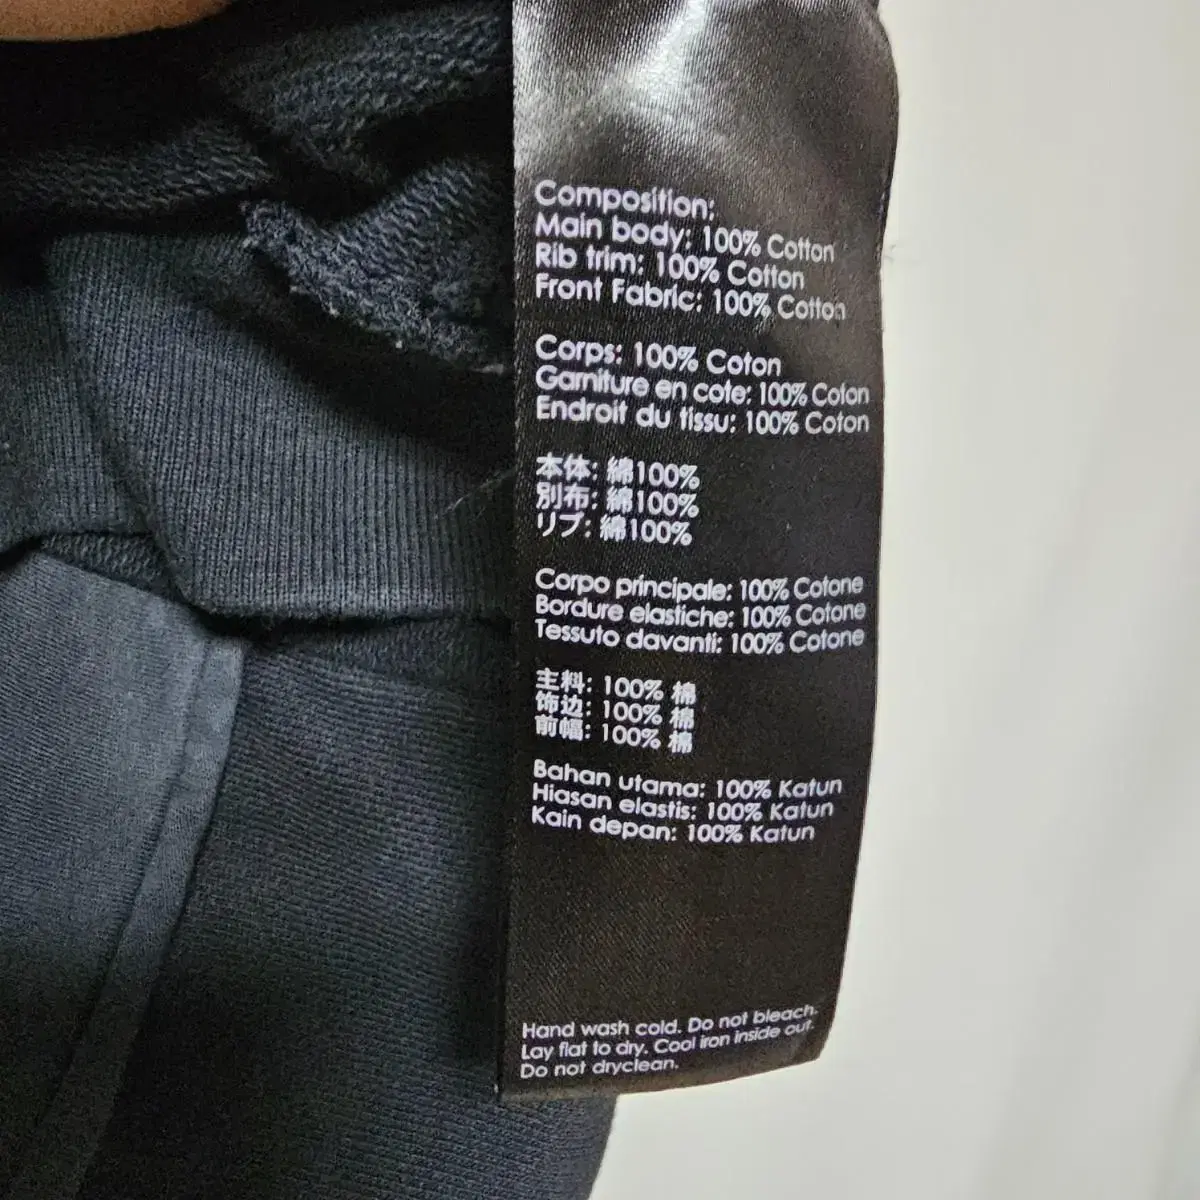 Composition:
Main body: 100% Cotton
Rib trim: 100% Cotton
Front Fabric: 100% Cotton
Corps: 100% Coton
Garniture en cote: 100% Coton
Endroit du tissu: 100% Coton
本体: 綿100%
別布: 綿100%
リブ: 綿100%
Corpo principale: 100% Cotone
Bordure elastiche: 100% Cotone
Tessuto davanti: 100% Cotone
主料: 100% 棉
饰边: 100% 棉
前幅: 100% 棉
Bahan utama: 100% Katun
Hiasan elastis: 100% Katun
Kain depan: 100% Katun
Hand wash cold. Do not bleach.
Lay flat to dry. Cool iron inside out.
Do not dryclean.